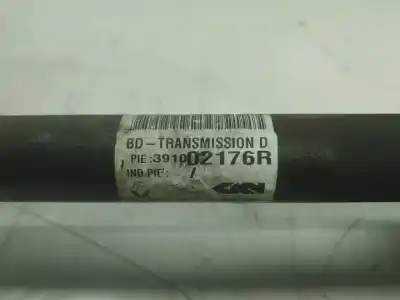 BD-TRANSMISSION D
PIE:391002176R
IND PIE: /
GKN